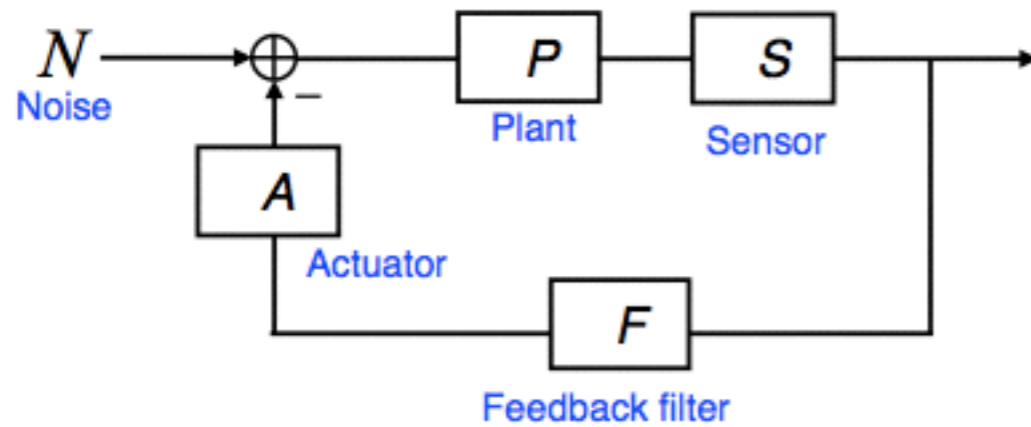 N
Noise
P
Plant
S
Sensor
–
A
Actuator
F
Feedback filter